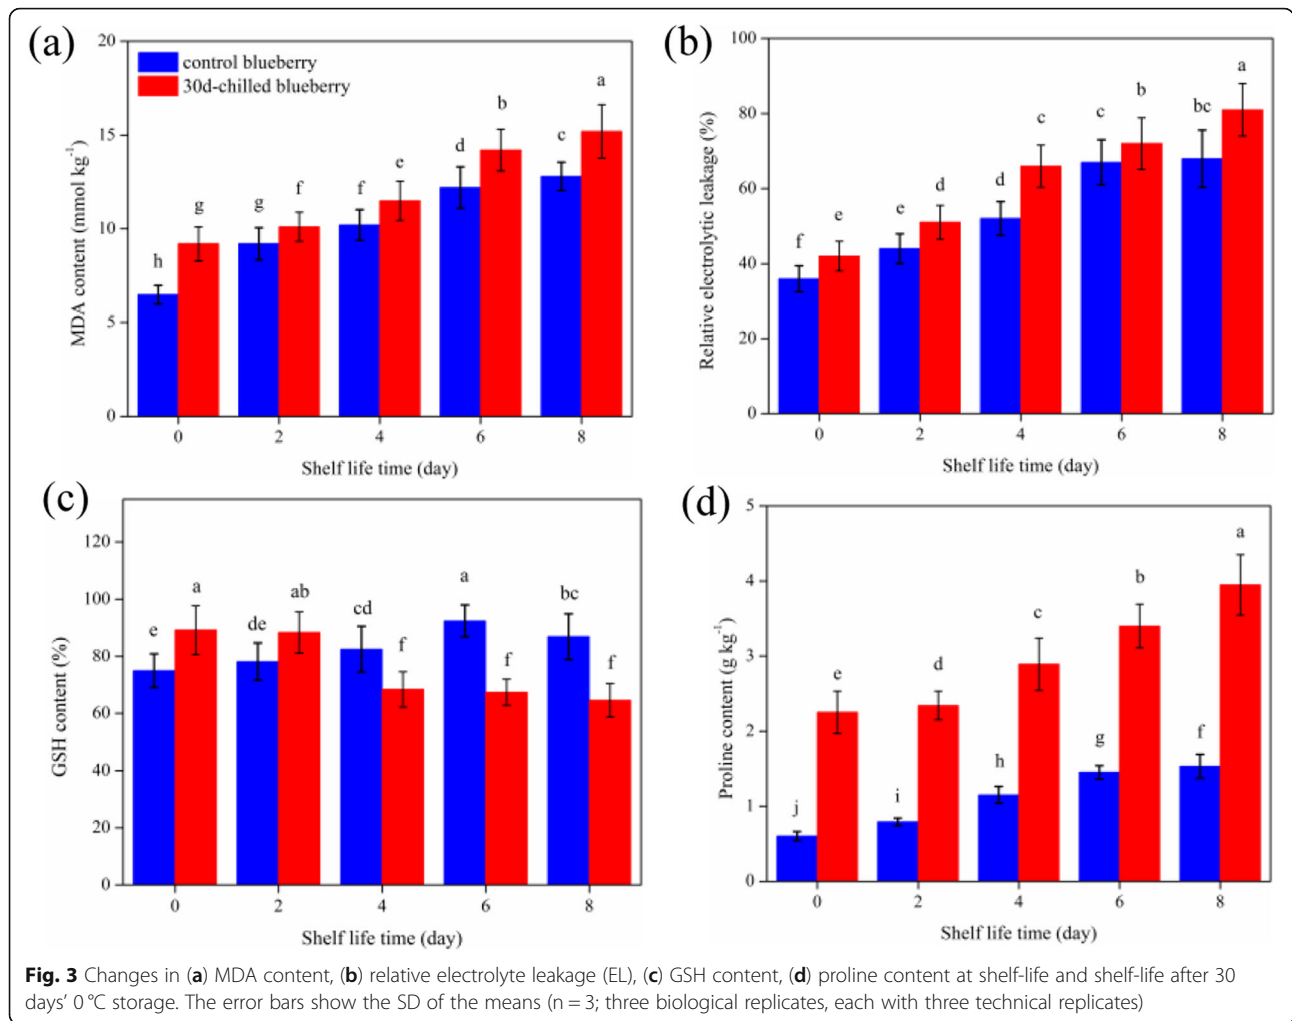 (a)
20
15
10
5
0
MDA content (mmol kg⁻¹)
control blueberry
30d-chilled blueberry
h g g f f e d b c a
0 2 4 6 8
Shelf life time (day)
(b)
100
80
60
40
20
0
Relative electrolytic leakage (%)
f e e d d c c b bc a
0 2 4 6 8
Shelf life time (day)
(c)
120
100
80
60
40
20
0
GSH content (%)
e a de ab cd f a f bc f
0 2 4 6 8
Shelf life time (day)
(d)
5
4
3
2
1
0
Proline content (g kg⁻¹)
j e i d h c g b f a
0 2 4 6 8
Shelf life time (day)
Fig. 3 Changes in (a) MDA content, (b) relative electrolyte leakage (EL), (c) GSH content, (d) proline content at shelf-life and shelf-life after 30
days' 0 °C storage. The error bars show the SD of the means (n = 3; three biological replicates, each with three technical replicates)